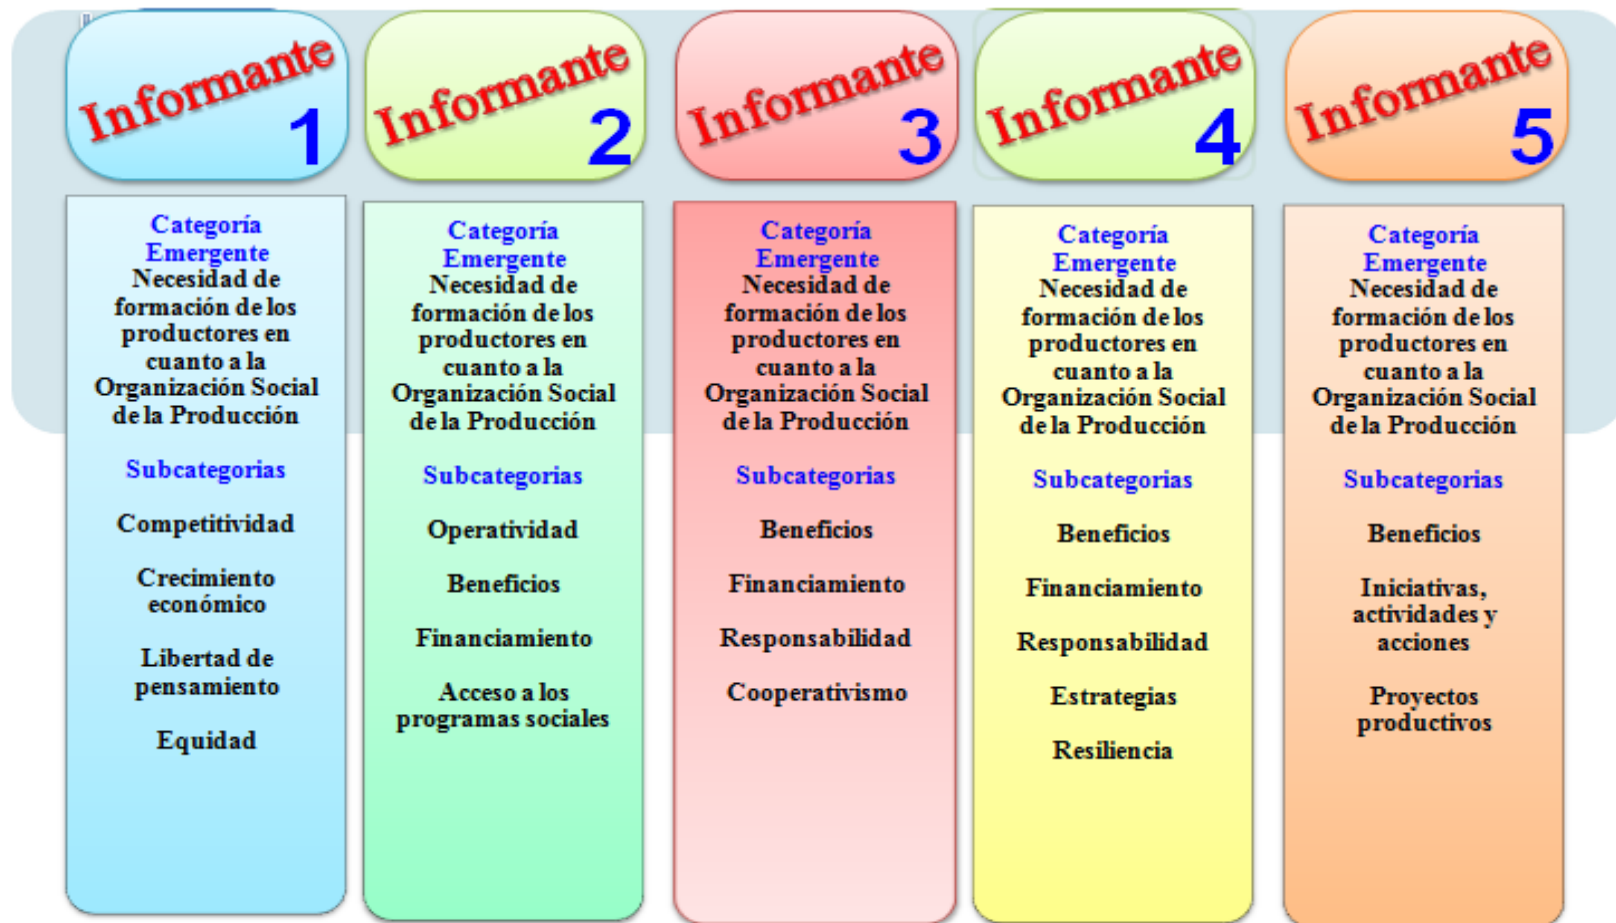 Informante
1
Informante
2
Informante
3
Informante
4
Informante
5
Categoría
Emergente
Necesidad de
formación de los
productores en
cuanto a la
Organización Social
de la Producción
Subcategorias
Competitividad
Crecimiento
económico
Libertad de
pensamiento
Equidad
Categoría
Emergente
Necesidad de
formación de los
productores en
cuanto a la
Organización Social
de la Producción
Subcategorias
Operatividad
Beneficios
Financiamiento
Acceso a los
programas sociales
Categoría
Emergente
Necesidad de
formación de los
productores en
cuanto a la
Organización Social
de la Producción
Subcategorias
Beneficios
Financiamiento
Responsabilidad
Cooperativismo
Categoría
Emergente
Necesidad de
formación de los
productores en
cuanto a la
Organización Social
de la Producción
Subcategorias
Beneficios
Financiamiento
Responsabilidad
Estrategias
Resiliencia
Categoría
Emergente
Necesidad de
formación de los
productores en
cuanto a la
Organización Social
de la Producción
Subcategorias
Beneficios
Iniciativas,
actividades y
acciones
Proyectos
productivos